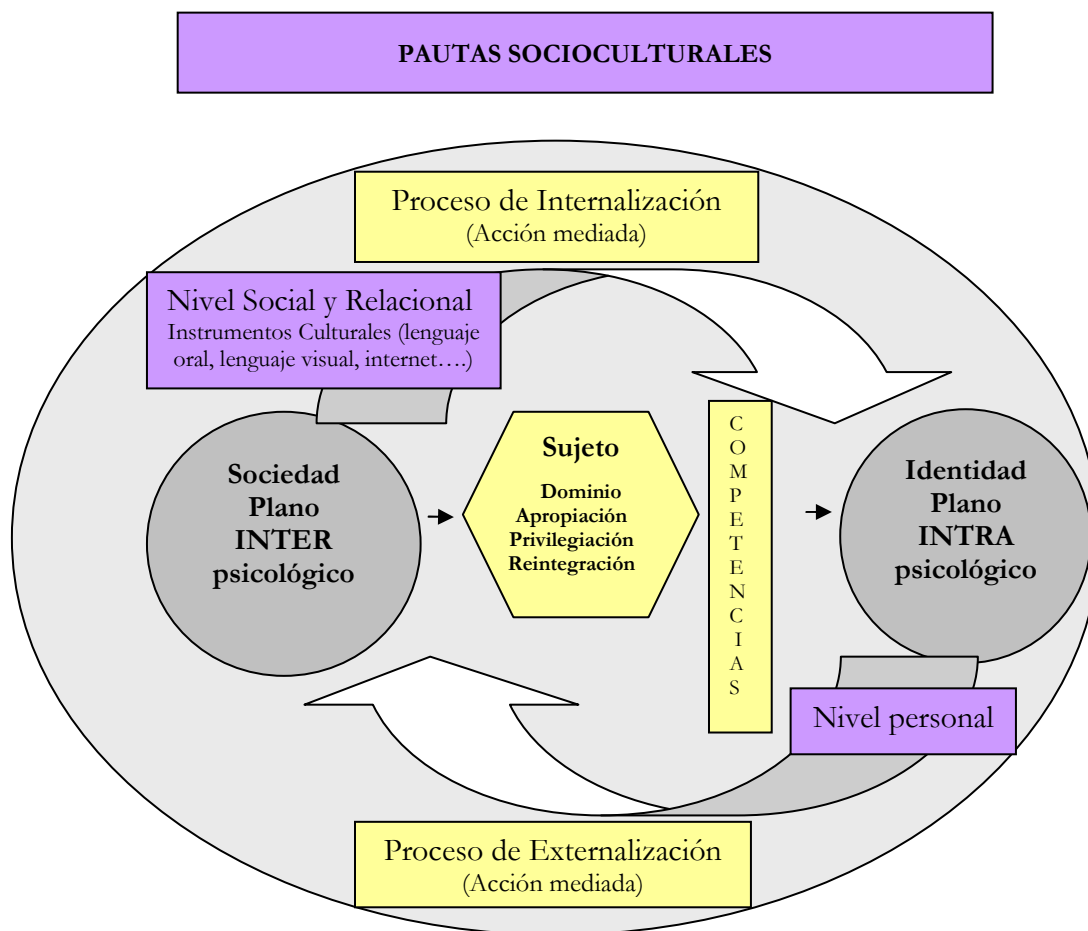 PAUTAS SOCIOCULTURALES
Proceso de Internalización
(Acción mediada)
Nivel Social y Relacional
Instrumentos Culturales (lenguaje
oral, lenguaje visual, internet….)
Sociedad
Plano
INTER
psicológico
Sujeto
Dominio
Apropiación
Privilegiación
Reintegración
C
O
M
P
E
T
E
N
C
I
A
S
Identidad
Plano
INTRA
psicológico
Nivel personal
Proceso de Externalización
(Acción mediada)